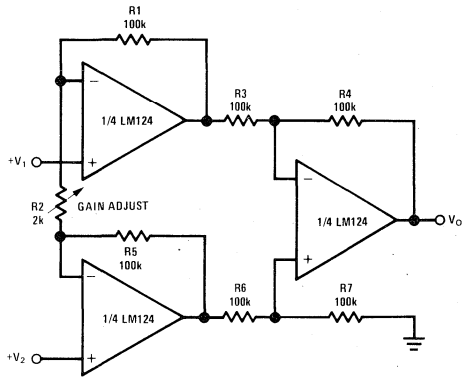 R1
100k
R3
100k
R4
100k
−
1/4 LM124
+
+V1
R2
2k
GAIN ADJUST
−
1/4 LM124
+
VO
R5
100k
−
1/4 LM124
+
R6
100k
R7
100k
+V2